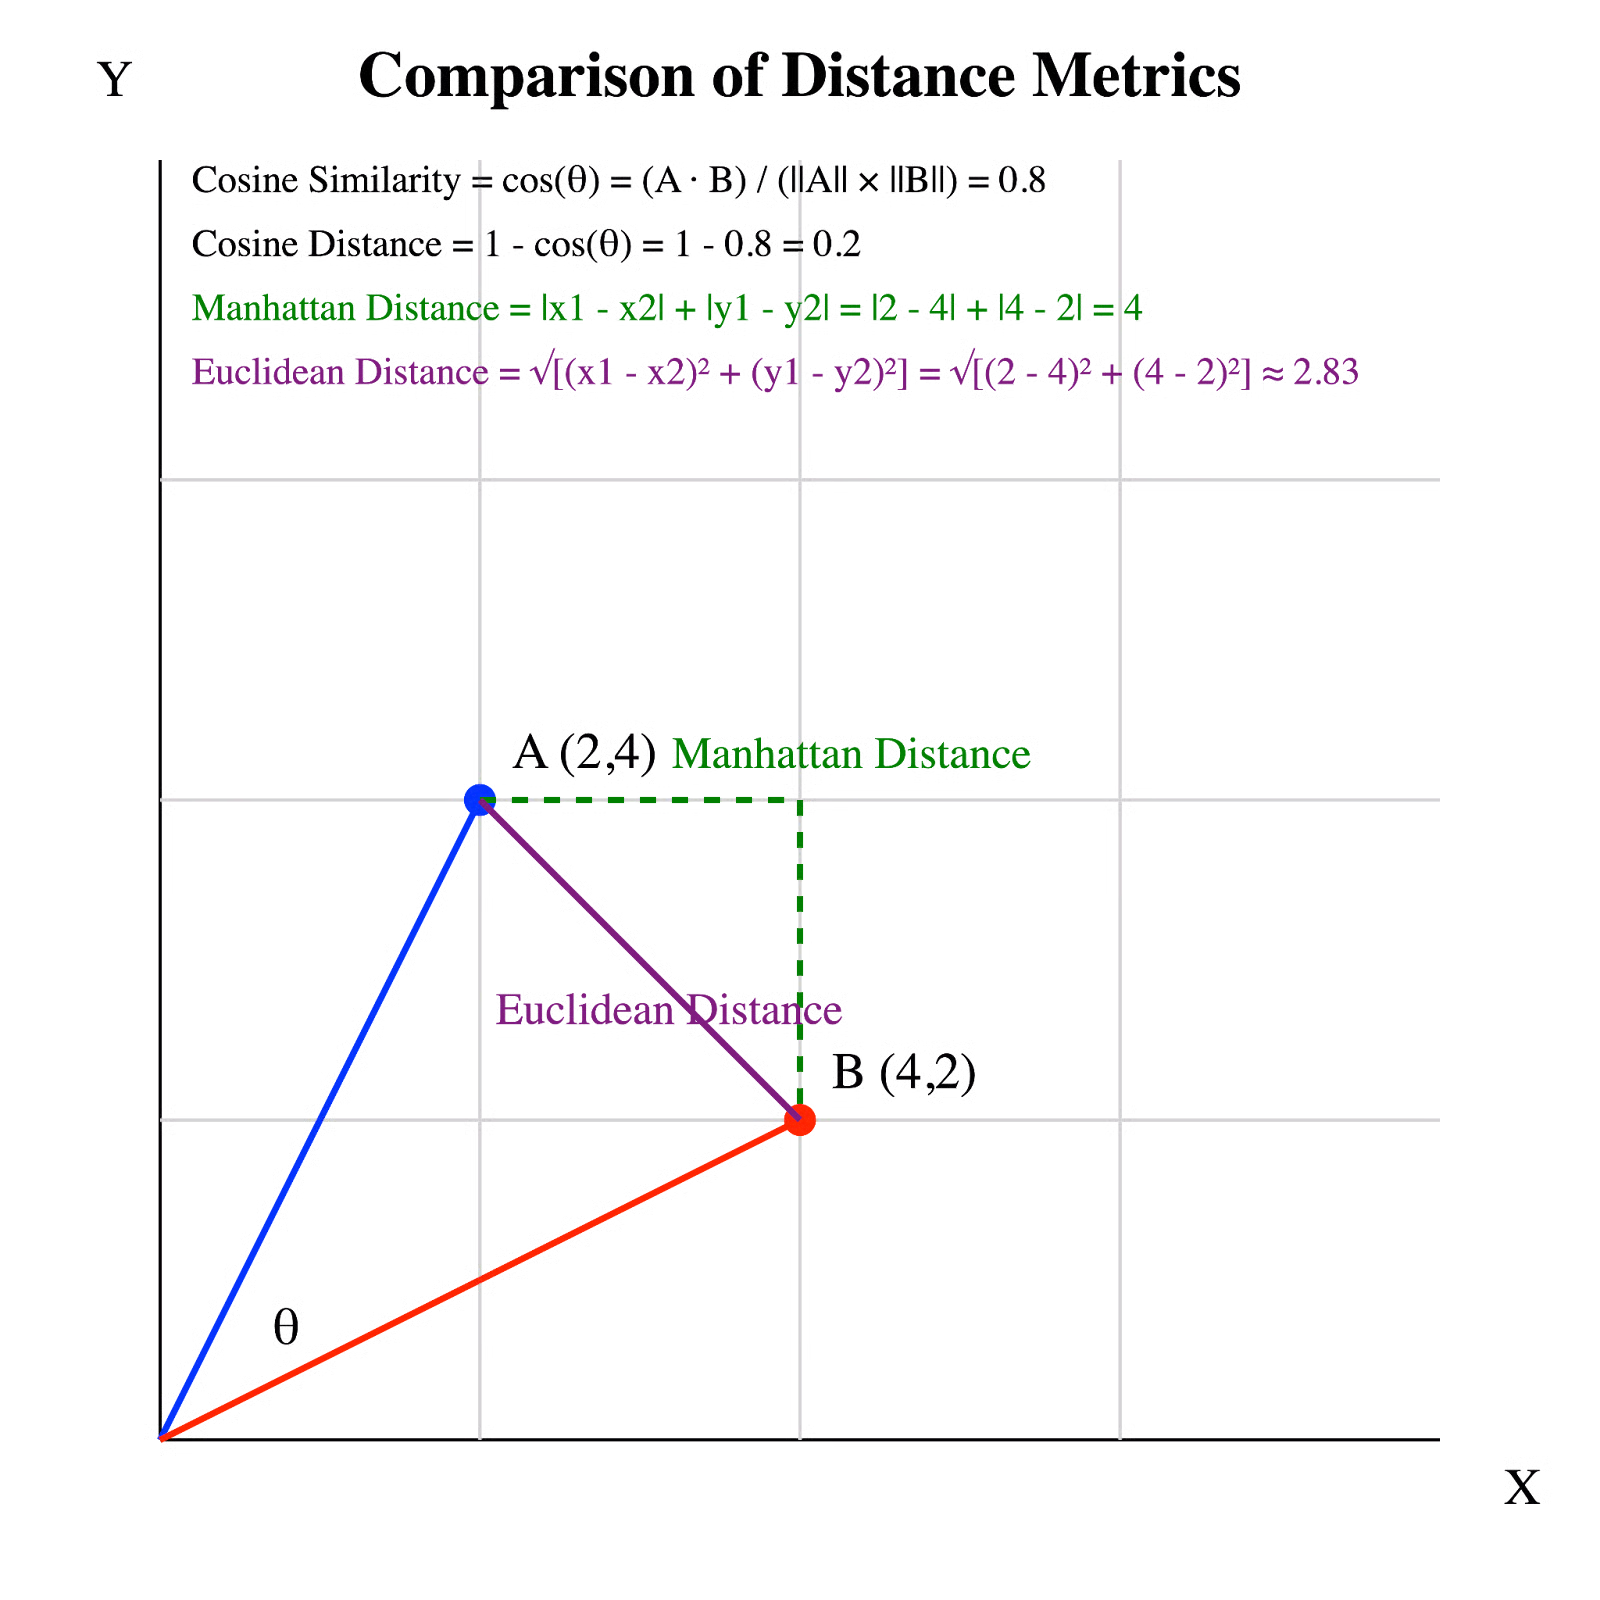 Y
Comparison of Distance Metrics
Cosine Similarity = cos(θ) = (A · B) / (||A|| × ||B||) = 0.8
Cosine Distance = 1 - cos(θ) = 1 - 0.8 = 0.2
Manhattan Distance = |x1 - x2| + |y1 - y2| = |2 - 4| + |4 - 2| = 4
Euclidean Distance = √[(x1 - x2)² + (y1 - y2)²] = √[(2 - 4)² + (4 - 2)²] ≈ 2.83
A (2,4)
Manhattan Distance
Euclidean Distance
B (4,2)
θ
X